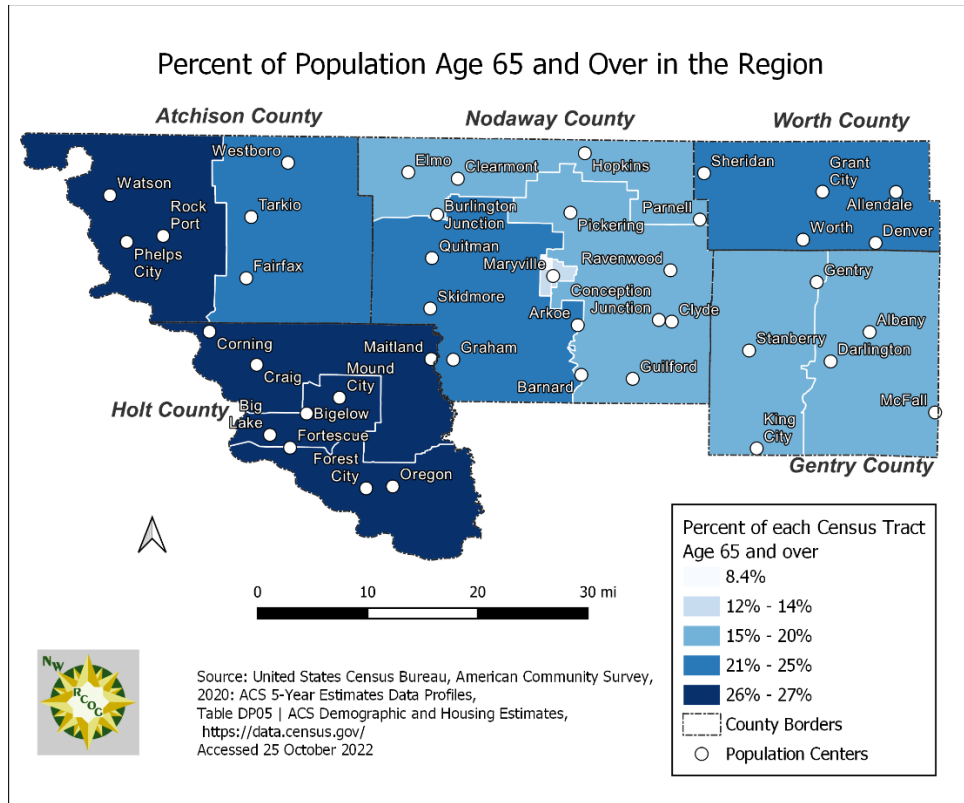 Percent of Population Age 65 and Over in the Region
Atchison County
Nodaway County
Worth County
Westboro
Elmo
Clearmont
Hopkins
Sheridan
Grant
City
Watson
Rock
Port
Tarkio
Burlington
Junction
Pickering
Parnell
Allendale
Phelps
City
Quitman
Worth
Denver
Fairfax
Maryville
Ravenwood
Gentry
Skidmore
Conception
Junction
Clyde
Arkoe
Albany
Stanberry
Darlington
Corning
Maitland
Graham
Craig
Mound
City
Barnard
Guilford
McFall
Holt County
Big
Lake
Bigelow
King
City
Fortescue
Forest
City
Oregon
Gentry County
Percent of each Census Tract
Age 65 and over
8.4%
12% - 14%
15% - 20%
21% - 25%
26% - 27%
County Borders
Population Centers
0 10 20 30 mi
NW
RCOG
Source: United States Census Bureau, American Community Survey,
2020: ACS 5-Year Estimates Data Profiles,
Table DP05 | ACS Demographic and Housing Estimates,
https://data.census.gov/
Accessed 25 October 2022